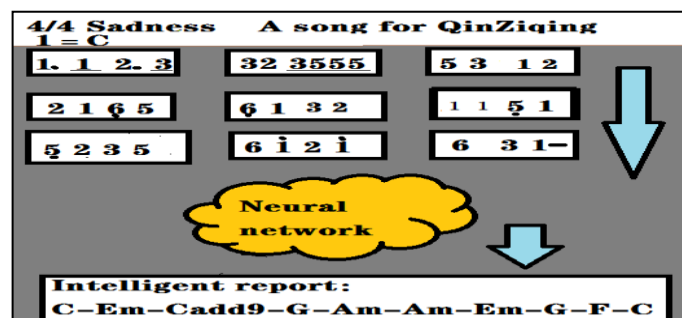 4/4 Sadness A song for QinZiqing
1 = C
1. 1 2. 3 32 3555 5 3 1 2
2 1 6̣ 5 6̣ 1 3 2 1 1 5̣ 1
5̣ 2 3 5 6 1̇ 2 1̇ 6 3 1–
Neural
network
Intelligent report:
C–Em–Cadd9–G–Am–Am–Em–G–F–C